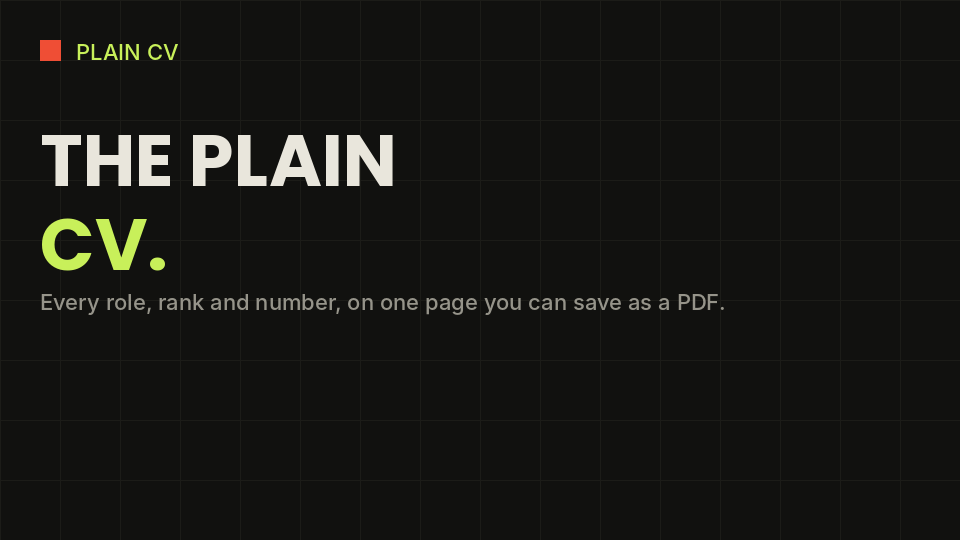 PLAIN CV
THE PLAIN
CV.
Every role, rank and number, on one page you can save as a PDF.